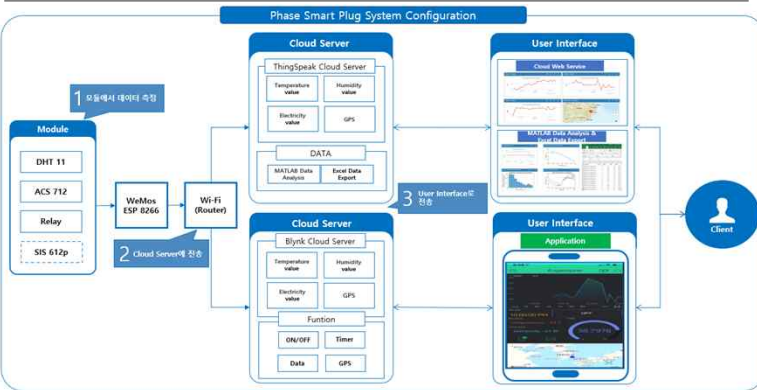 Phase Smart Plug System Configuration
1 모듈에서 데이터 측정
Module
DHT 11
ACS 712
Relay
SIS 612p
WeMos
ESP 8266
Wi-Fi
(Router)
2 Cloud Server에 전송
Cloud Server
ThingSpeak Cloud Server
Temperature
value
Humidity
value
Electricity
value
GPS
DATA
MATLAB Data
Analysis
Excel Data
Export
3 User Interface로
전송
Cloud Server
Blynk Cloud Server
Temperature
value
Humidity
value
Electricity
value
GPS
Funtion
ON/OFF
Timer
Data
GPS
User Interface
Cloud Web Service
MATLAB Data Analysis &
Excel Data Export
User Interface
Application
Client